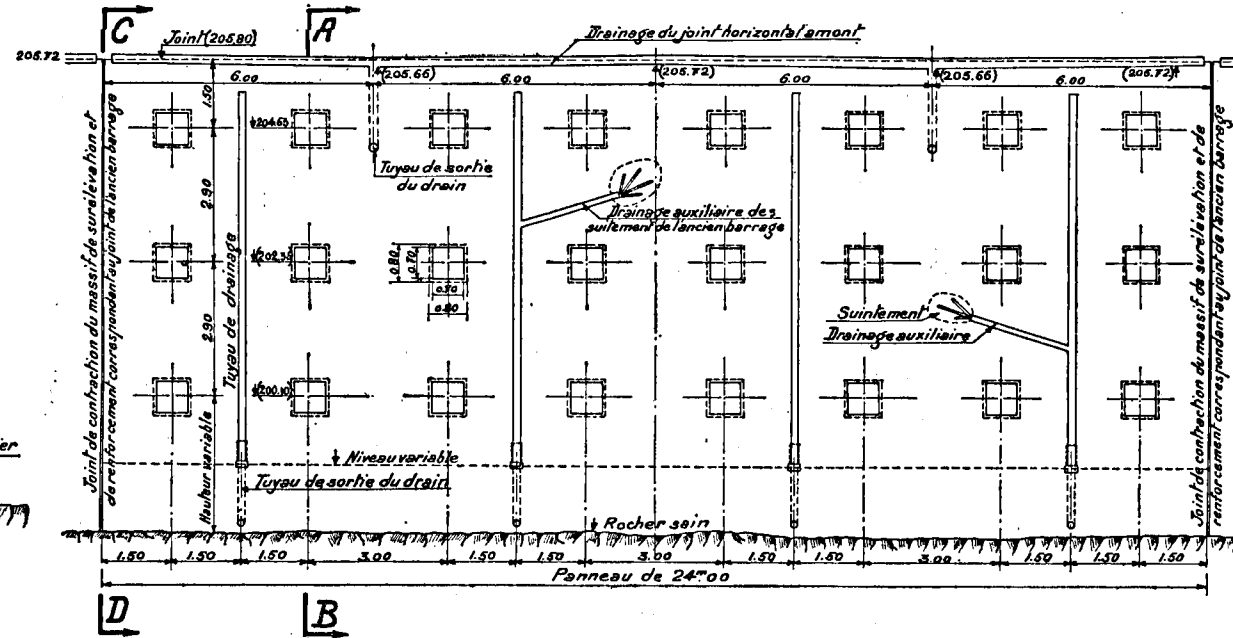 C
A
Joint (205.80)
Drainage du joint horizontal amont
205.72
6.00
(205.66)
6.00
(205.72)
6.00
(205.66)
6.00
(205.72)
1.50
204.63
Joint de contraction du massif de surélévation et
de renforcement correspondant au joint de l'ancien barrage
2.90
Tuyau de sortie
du drain
Drainage auxiliaire des
suitement de l'ancien barrage
Tuyau de drainage
(202.35)
0.80
0.70
0.70
0.80
2.90
Suintement
Drainage auxiliaire
(200.10)
Hauteur variable
Joint de contraction du massif de surélévation et de
renforcement correspondant au joint de l'ancien barrage
ier
Niveau variable
Tuyau de sortie du drain
Rocher sain
1.50
1.50
1.50
3.00
1.50
1.50
3.00
1.50
1.50
3.00
1.50
1.50
1.50
Panneau de 24m00
D
B